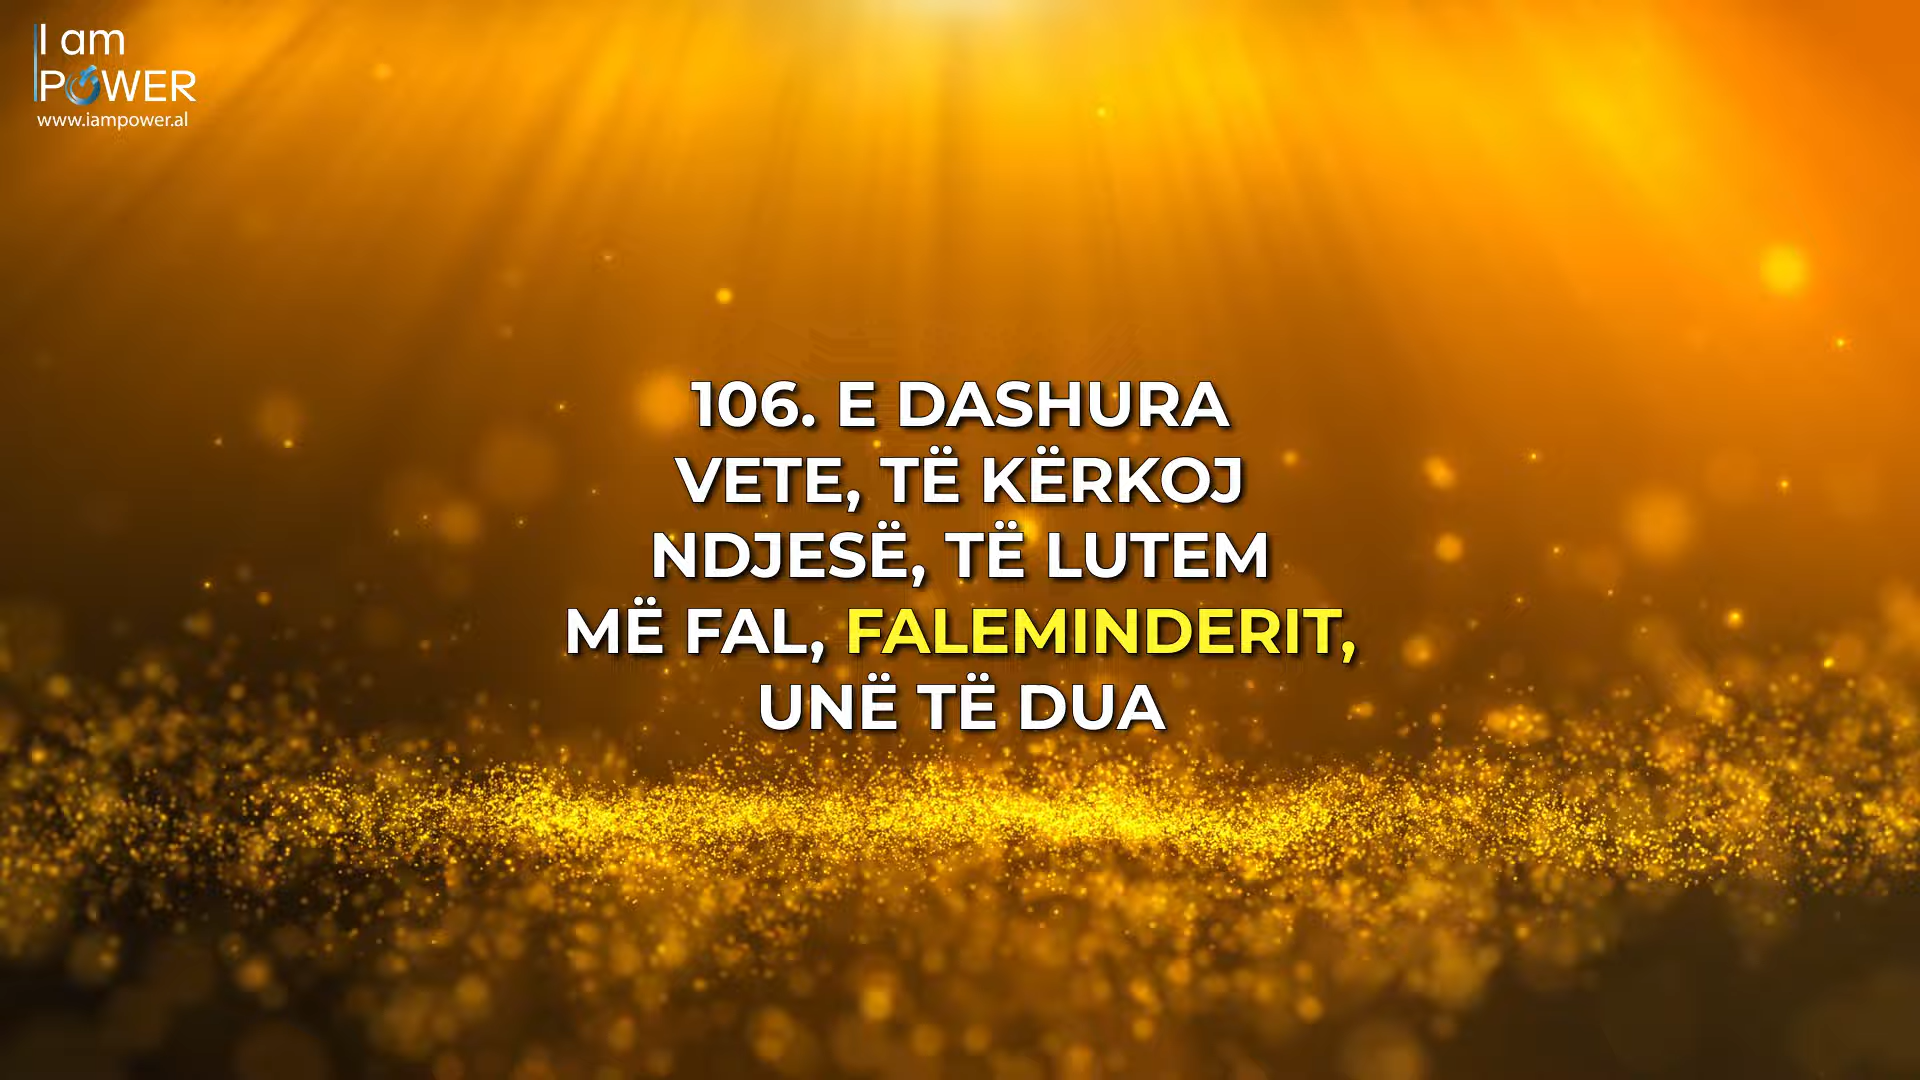 I am
POWER
www.iampower.al
106. E DASHURA
VETE, TË KËRKOJ
NDJESË, TË LUTEM
MË FAL, FALEMINDERIT,
UNË TË DUA